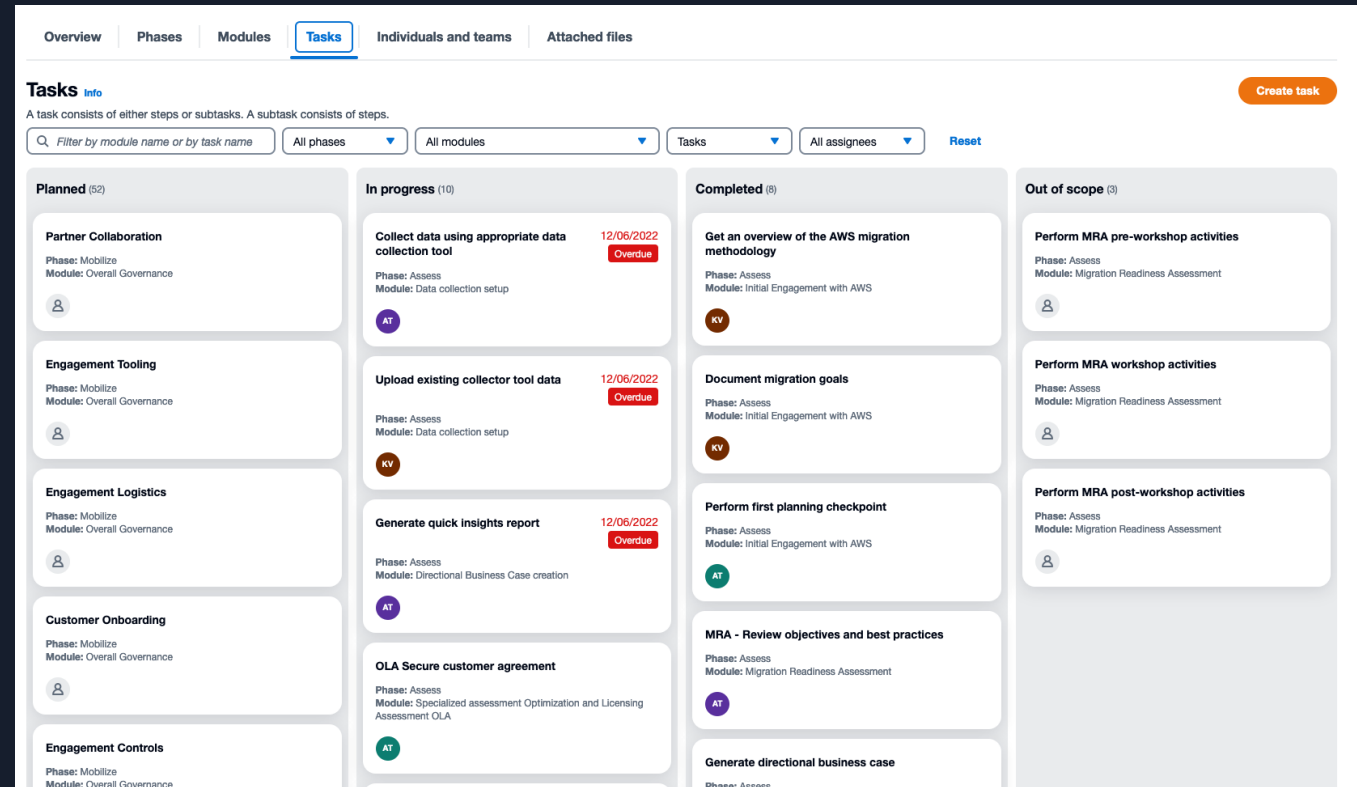 Overview
Phases
Modules
Tasks
Individuals and teams
Attached files
Tasks Info
Create task
A task consists of either steps or subtasks. A subtask consists of steps.
Filter by module name or by task name
All phases
All modules
Tasks
All assignees
Reset
Planned (52)
Partner Collaboration
Phase: Mobilize
Module: Overall Governance
Engagement Tooling
Phase: Mobilize
Module: Overall Governance
Engagement Logistics
Phase: Mobilize
Module: Overall Governance
Customer Onboarding
Phase: Mobilize
Module: Overall Governance
Engagement Controls
Phase: Mobilize
Module: Overall Governance
In progress (10)
Collect data using appropriate data
collection tool
12/06/2022
Overdue
Phase: Assess
Module: Data collection setup
AT
Upload existing collector tool data
12/06/2022
Overdue
Phase: Assess
Module: Data collection setup
KV
Generate quick insights report
12/06/2022
Overdue
Phase: Assess
Module: Directional Business Case creation
AT
OLA Secure customer agreement
Phase: Assess
Module: Specialized assessment Optimization and Licensing
Assessment OLA
AT
Completed (8)
Get an overview of the AWS migration
methodology
Phase: Assess
Module: Initial Engagement with AWS
KV
Document migration goals
Phase: Assess
Module: Initial Engagement with AWS
KV
Perform first planning checkpoint
Phase: Assess
Module: Initial Engagement with AWS
AT
MRA - Review objectives and best practices
Phase: Assess
Module: Migration Readiness Assessment
AT
Generate directional business case
Phase: Assess
Out of scope (3)
Perform MRA pre-workshop activities
Phase: Assess
Module: Migration Readiness Assessment
Perform MRA workshop activities
Phase: Assess
Module: Migration Readiness Assessment
Perform MRA post-workshop activities
Phase: Assess
Module: Migration Readiness Assessment